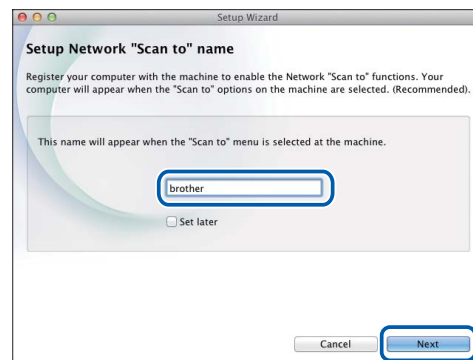 Setup Wizard
Setup Network "Scan to" name
Register your computer with the machine to enable the Network "Scan to" functions. Your
computer will appear when the "Scan to" options on the machine are selected. (Recommended).
This name will appear when the "Scan to" menu is selected at the machine.
brother
Set later
Cancel
Next